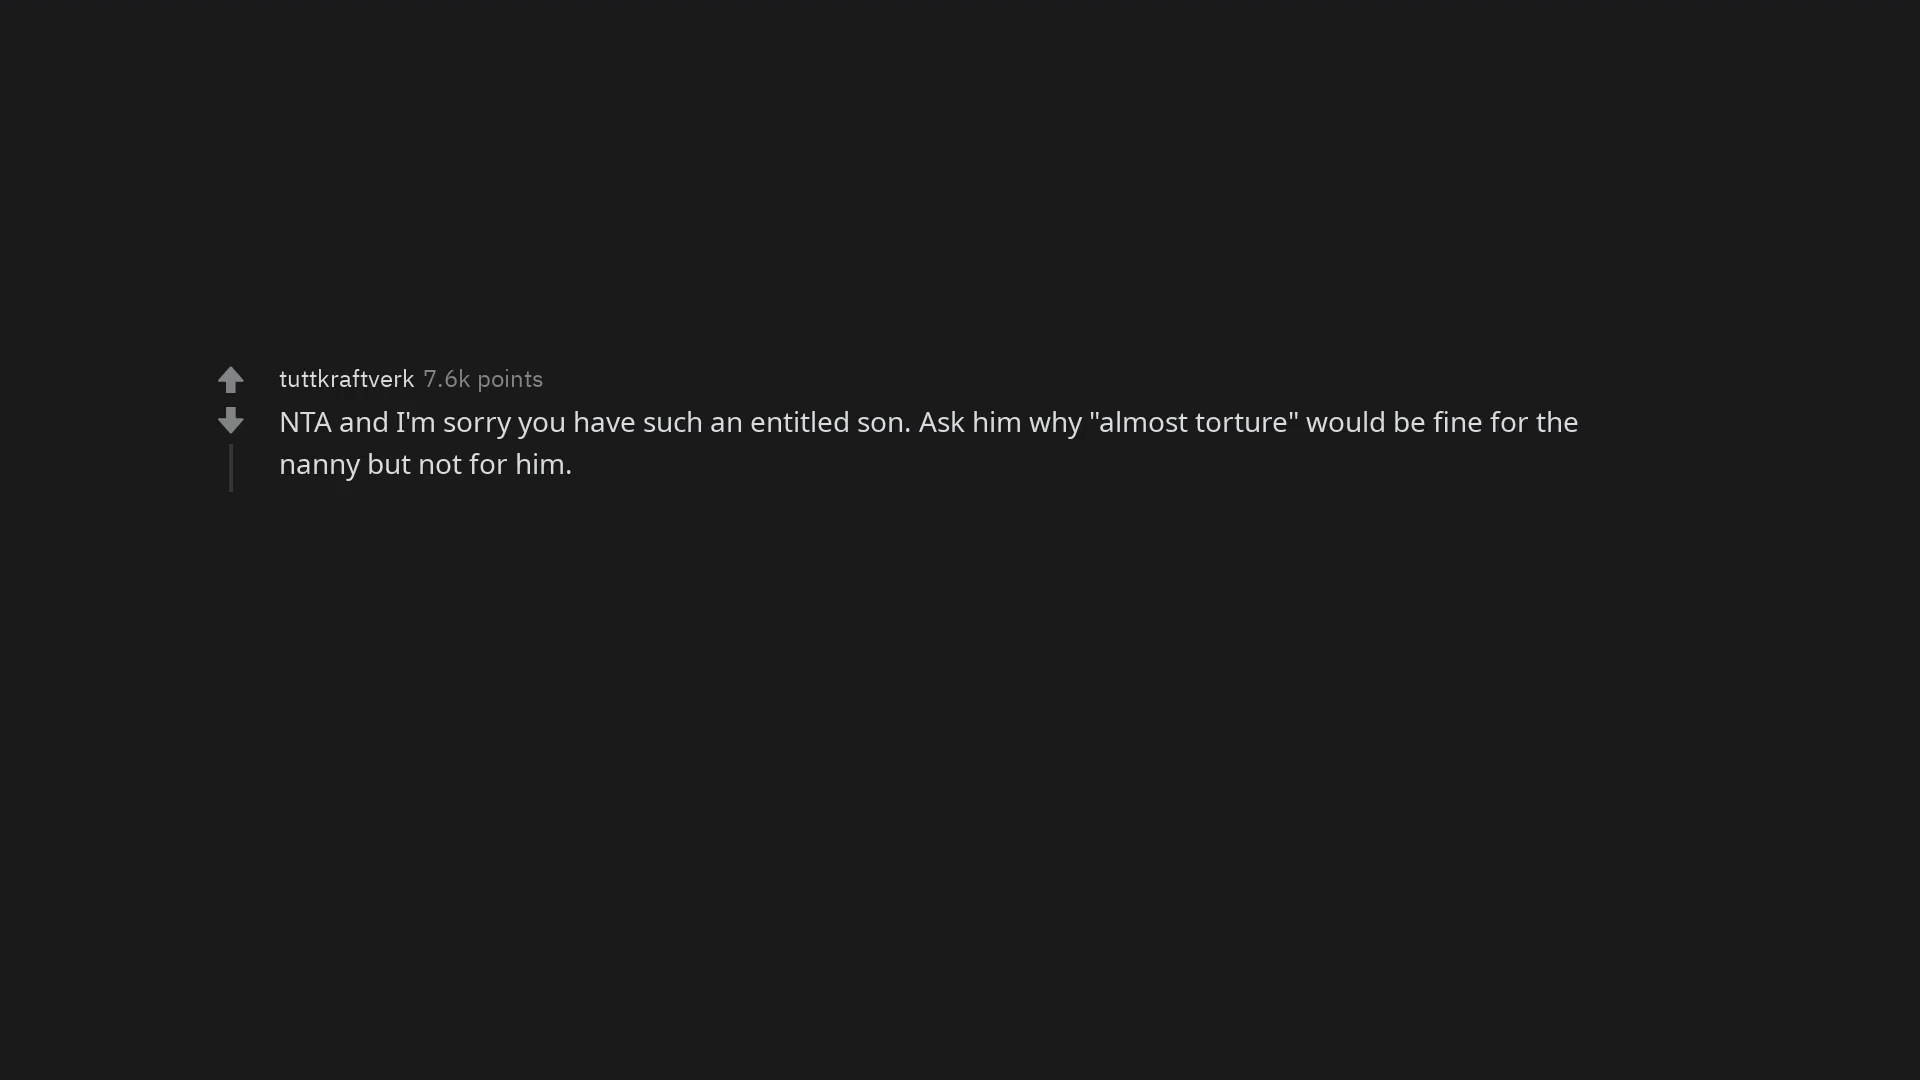 tuttkraftverk 7.6k points
NTA and I'm sorry you have such an entitled son. Ask him why "almost torture" would be fine for the
nanny but not for him.